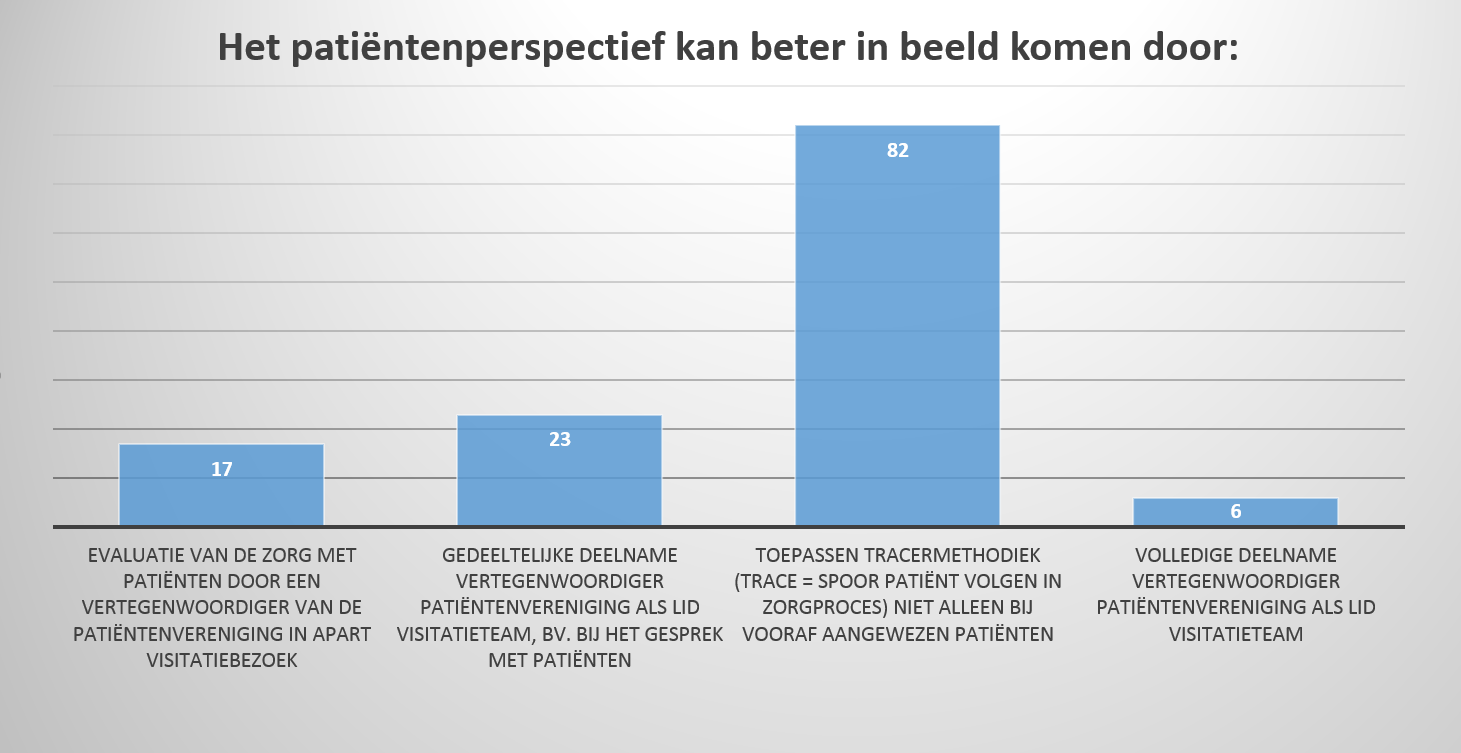 Het patiëntenperspectief kan beter in beeld komen door:
17
23
82
6
EVALUATIE VAN DE ZORG MET
PATIËNTEN DOOR EEN
VERTEGENWOORDIGER VAN DE
PATIËNTENVERENIGING IN APART
VISITATIEBEZOEK
GEDEELTELIJKE DEELNAME
VERTEGENWOORDIGER
PATIËNTENVERENIGING ALS LID
VISITATIETEAM, BV. BIJ HET GESPREK
MET PATIËNTEN
TOEPASSEN TRACERMETHODIEK
(TRACE = SPOOR PATIËNT VOLGEN IN
ZORGPROCES) NIET ALLEEN BIJ
VOORAF AANGEWEZEN PATIËNTEN
VOLLEDIGE DEELNAME
VERTEGENWOORDIGER
PATIËNTENVERENIGING ALS LID
VISITATIETEAM